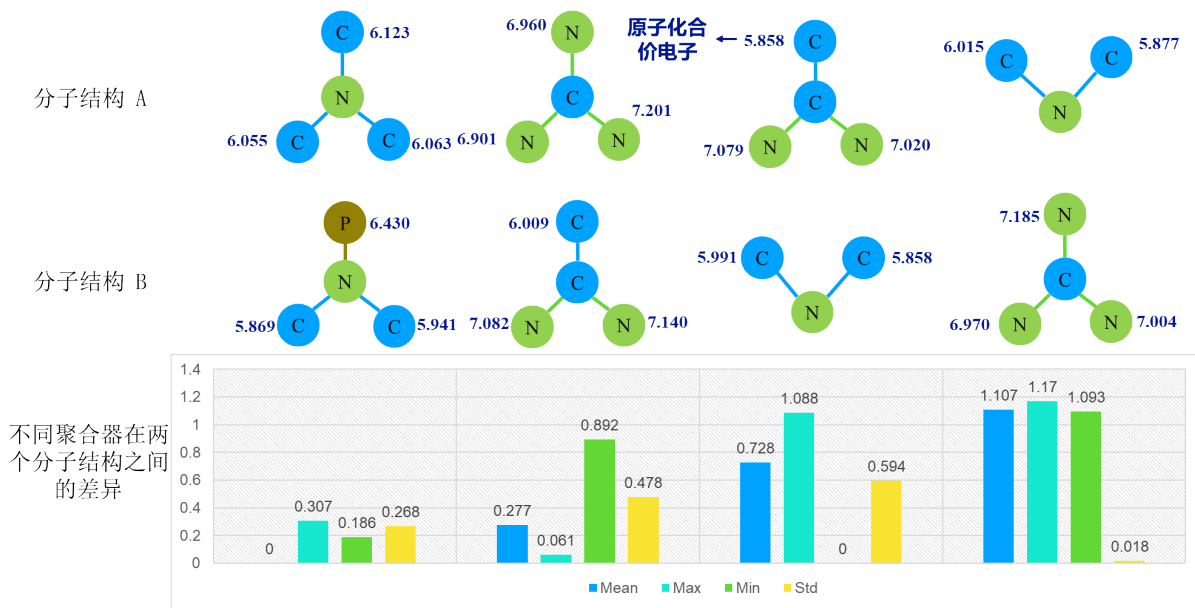 C 6.123
N
6.055 C
C 6.063
6.960 N
C
7.201
6.901 N
N
原子化合
价电子
5.858 C
C
7.079 N
N 7.020
6.015 C
C 5.877
N
分子结构 A
P 6.430
N
5.869 C
C 5.941
6.009 C
C
7.082 N
N 7.140
5.991 C
C 5.858
N
7.185 N
C
6.970 N
N 7.004
分子结构 B
不同聚合器在两
个分子结构之间
的差异
1.4
1.2
1
0.8
0.6
0.4
0.2
0
0 0.307 0.186 0.268
0.277 0.061 0.892 0.478
0.728 1.088 0 0.594
1.107 1.17 1.093 0.018
Mean Max Min Std